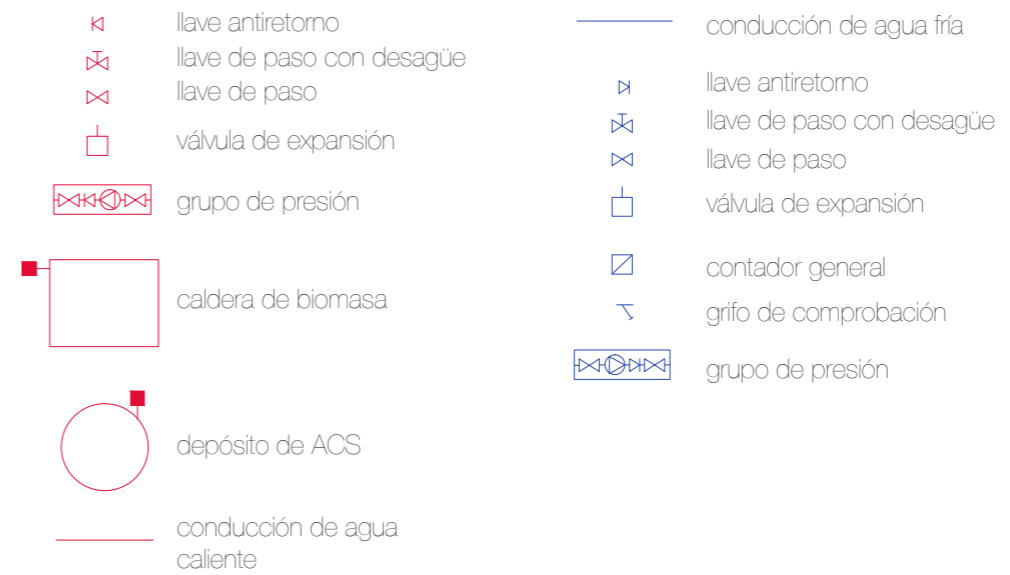 llave antiretorno
llave de paso con desagüe
llave de paso
válvula de expansión
grupo de presión
caldera de biomasa
depósito de ACS
conducción de agua
caliente
conducción de agua fría
llave antiretorno
llave de paso con desagüe
llave de paso
válvula de expansión
contador general
grifo de comprobación
grupo de presión